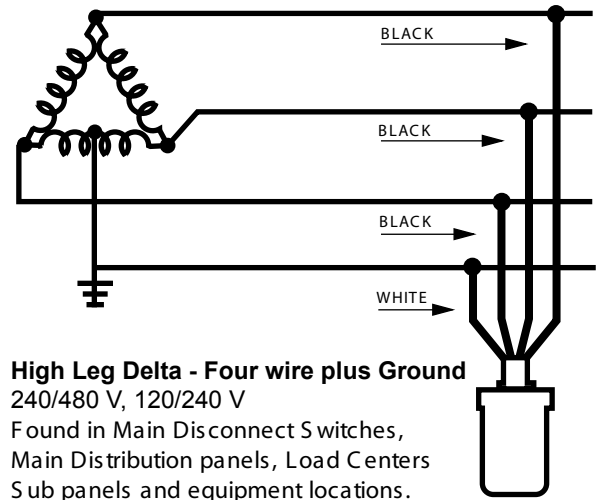 BLACK
BLACK
BLACK
WHITE
High Leg Delta - Four wire plus Ground
240/480 V, 120/240 V
Found in Main Disconnect Switches,
Main Distribution panels, Load Centers
Sub panels and equipment locations.